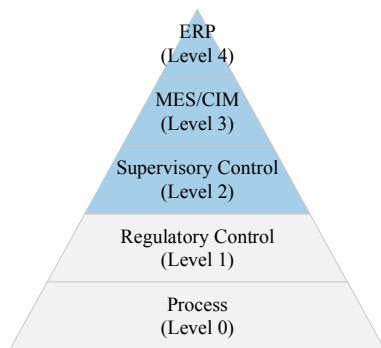 ERP
(Level 4)
MES/CIM
(Level 3)
Supervisory Control
(Level 2)
Regulatory Control
(Level 1)
Process
(Level 0)